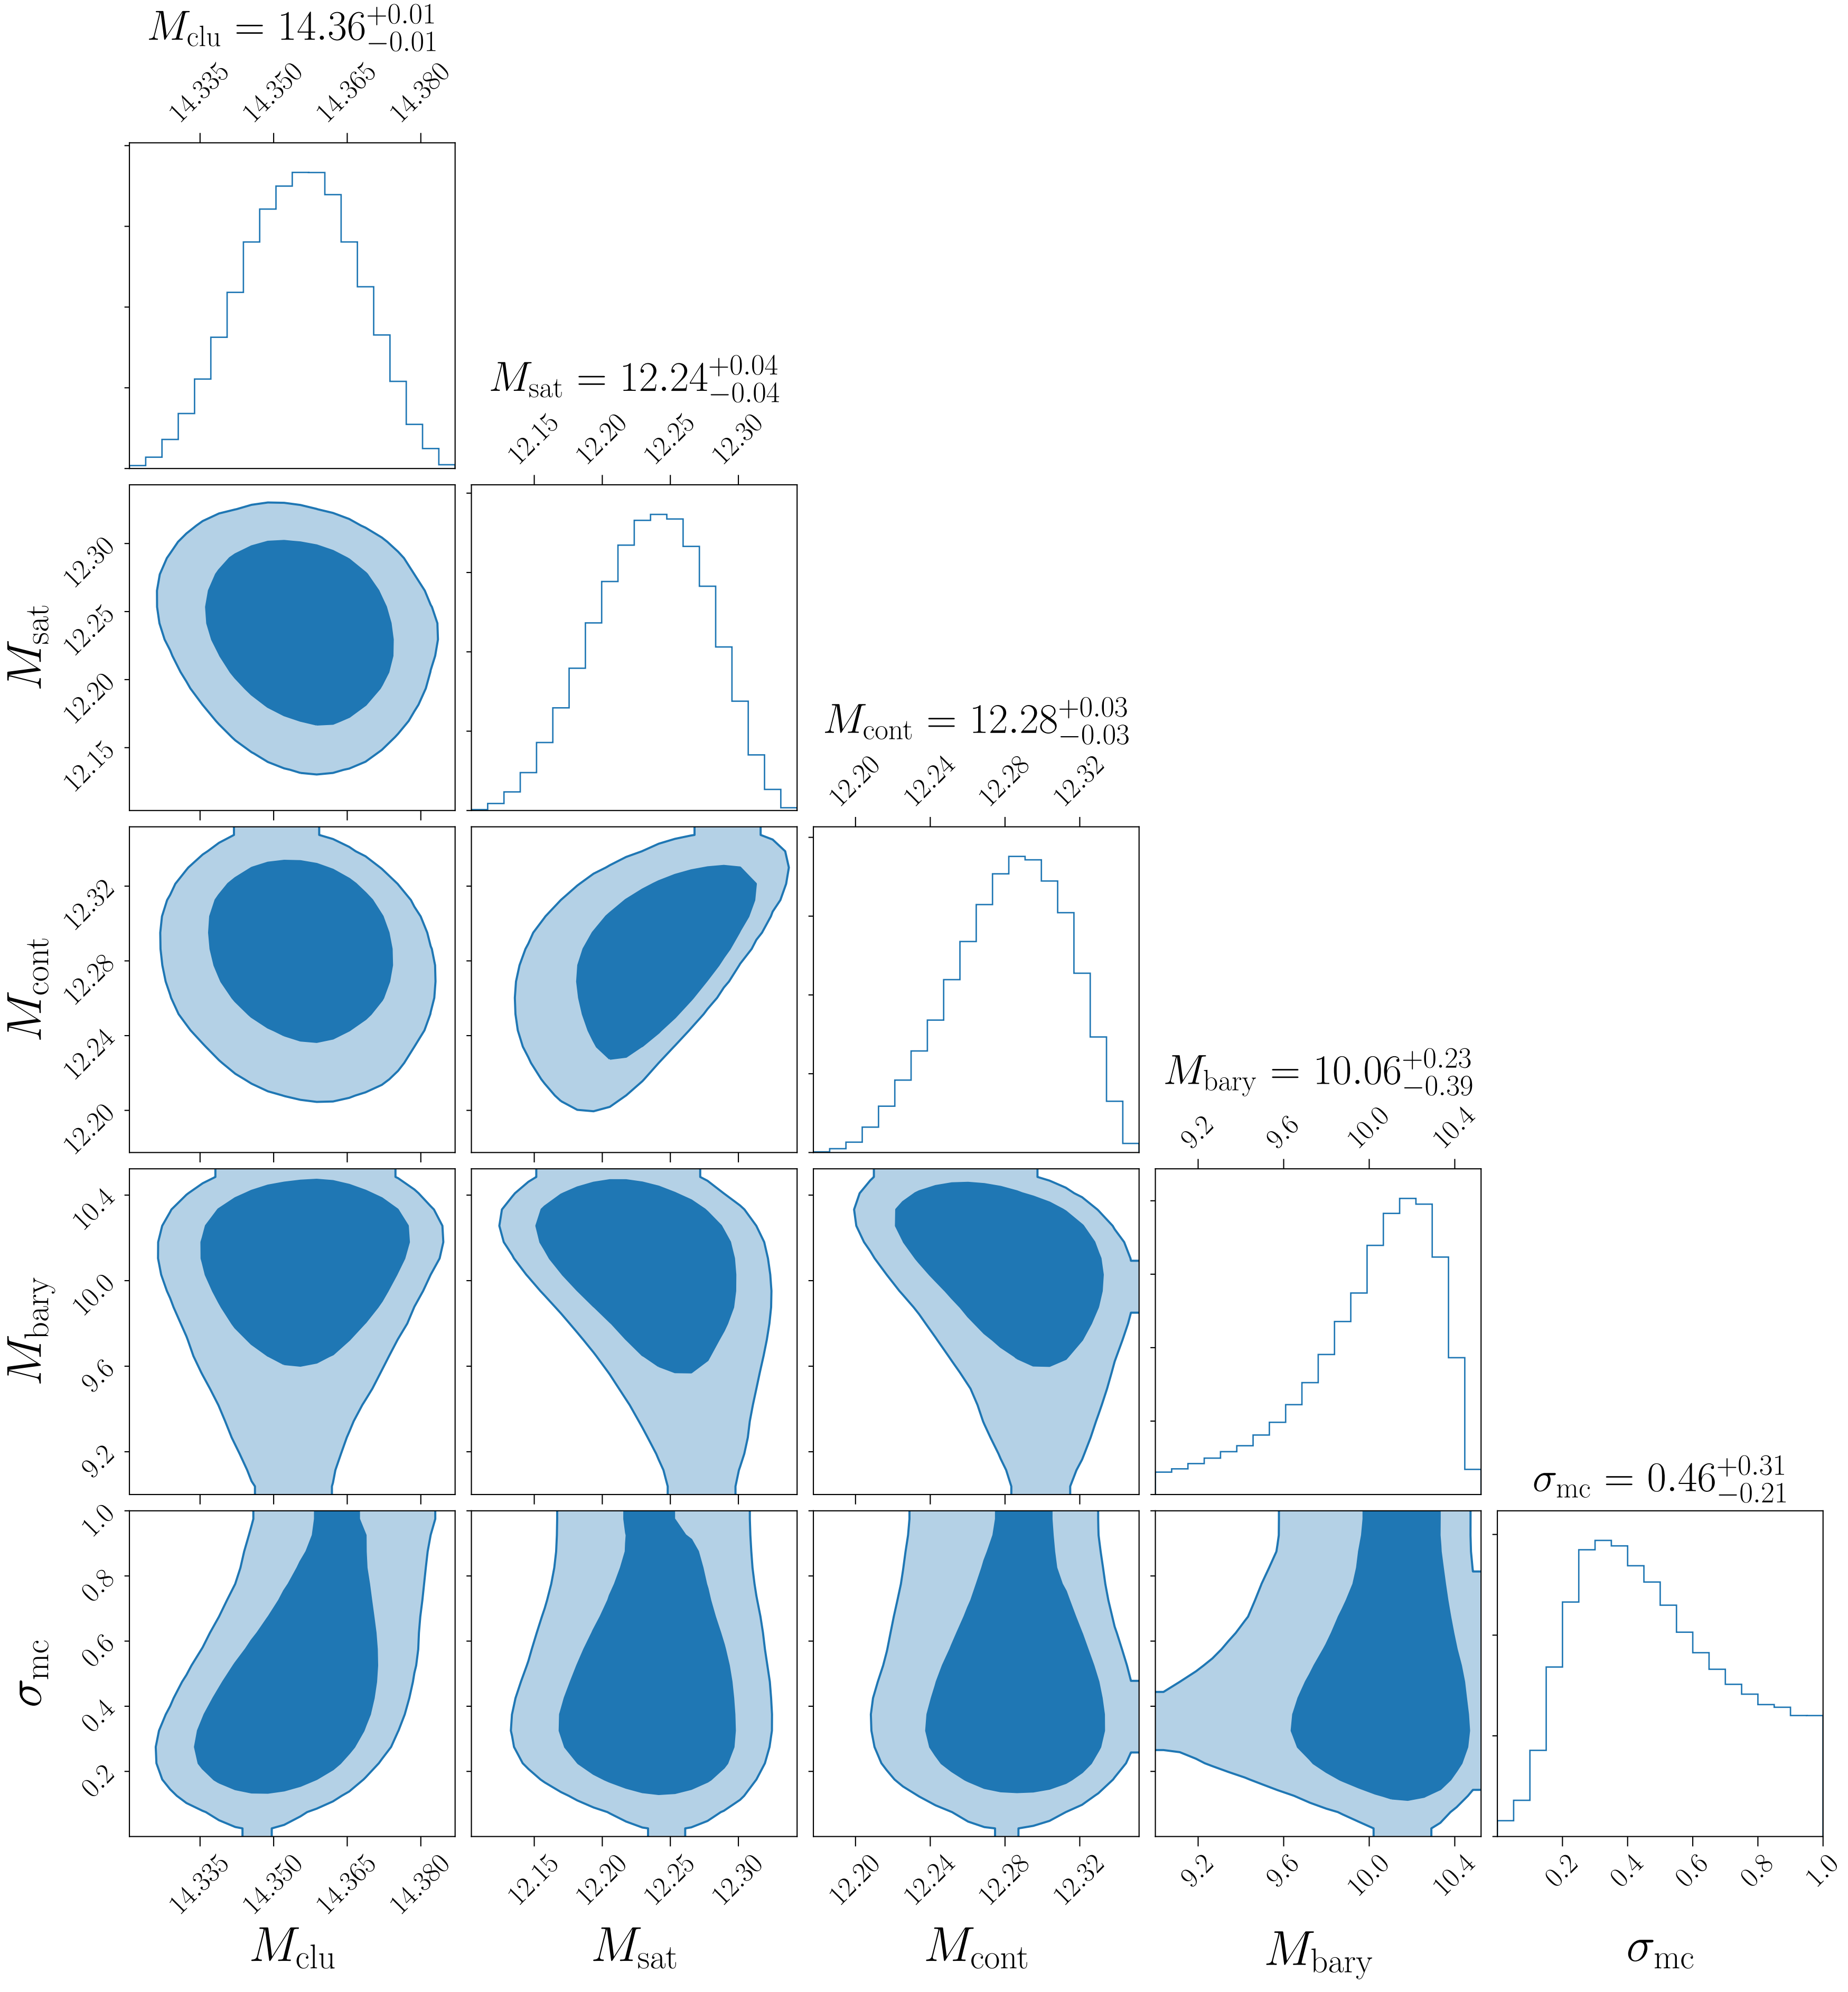 M_clu = 14.36^{+0.01}_{−0.01}
14.335 14.350 14.365 14.380
M_sat = 12.24^{+0.04}_{−0.04}
12.15 12.20 12.25 12.30
M_sat
12.30
12.25
12.20
12.15
M_cont = 12.28^{+0.03}_{−0.03}
12.20 12.24 12.28 12.32
M_cont
12.32
12.28
12.24
12.20
M_bary = 10.06^{+0.23}_{−0.39}
9.2 9.6 10.0 10.4
M_bary
10.4
10.0
9.6
9.2
σ_mc = 0.46^{+0.31}_{−0.21}
σ_mc
1.0
0.8
0.6
0.4
0.2
14.335 14.350 14.365 14.380 12.15 12.20 12.25 12.30 12.20 12.24 12.28 12.32 9.2 9.6 10.0 10.4 0.2 0.4 0.6 0.8 1.0
M_clu M_sat M_cont M_bary σ_mc